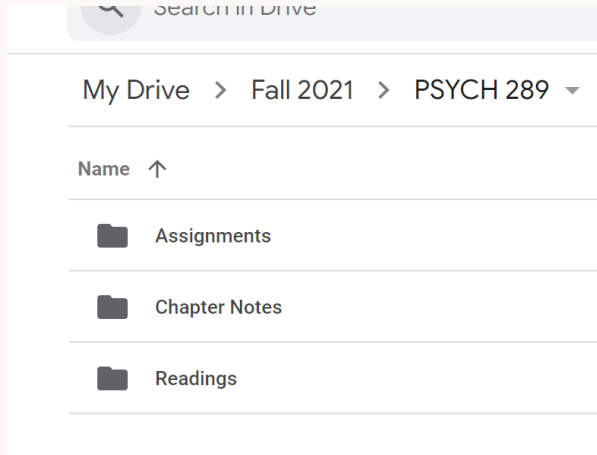 Search in Drive
My Drive > Fall 2021 > PSYCH 289
Name
Assignments
Chapter Notes
Readings